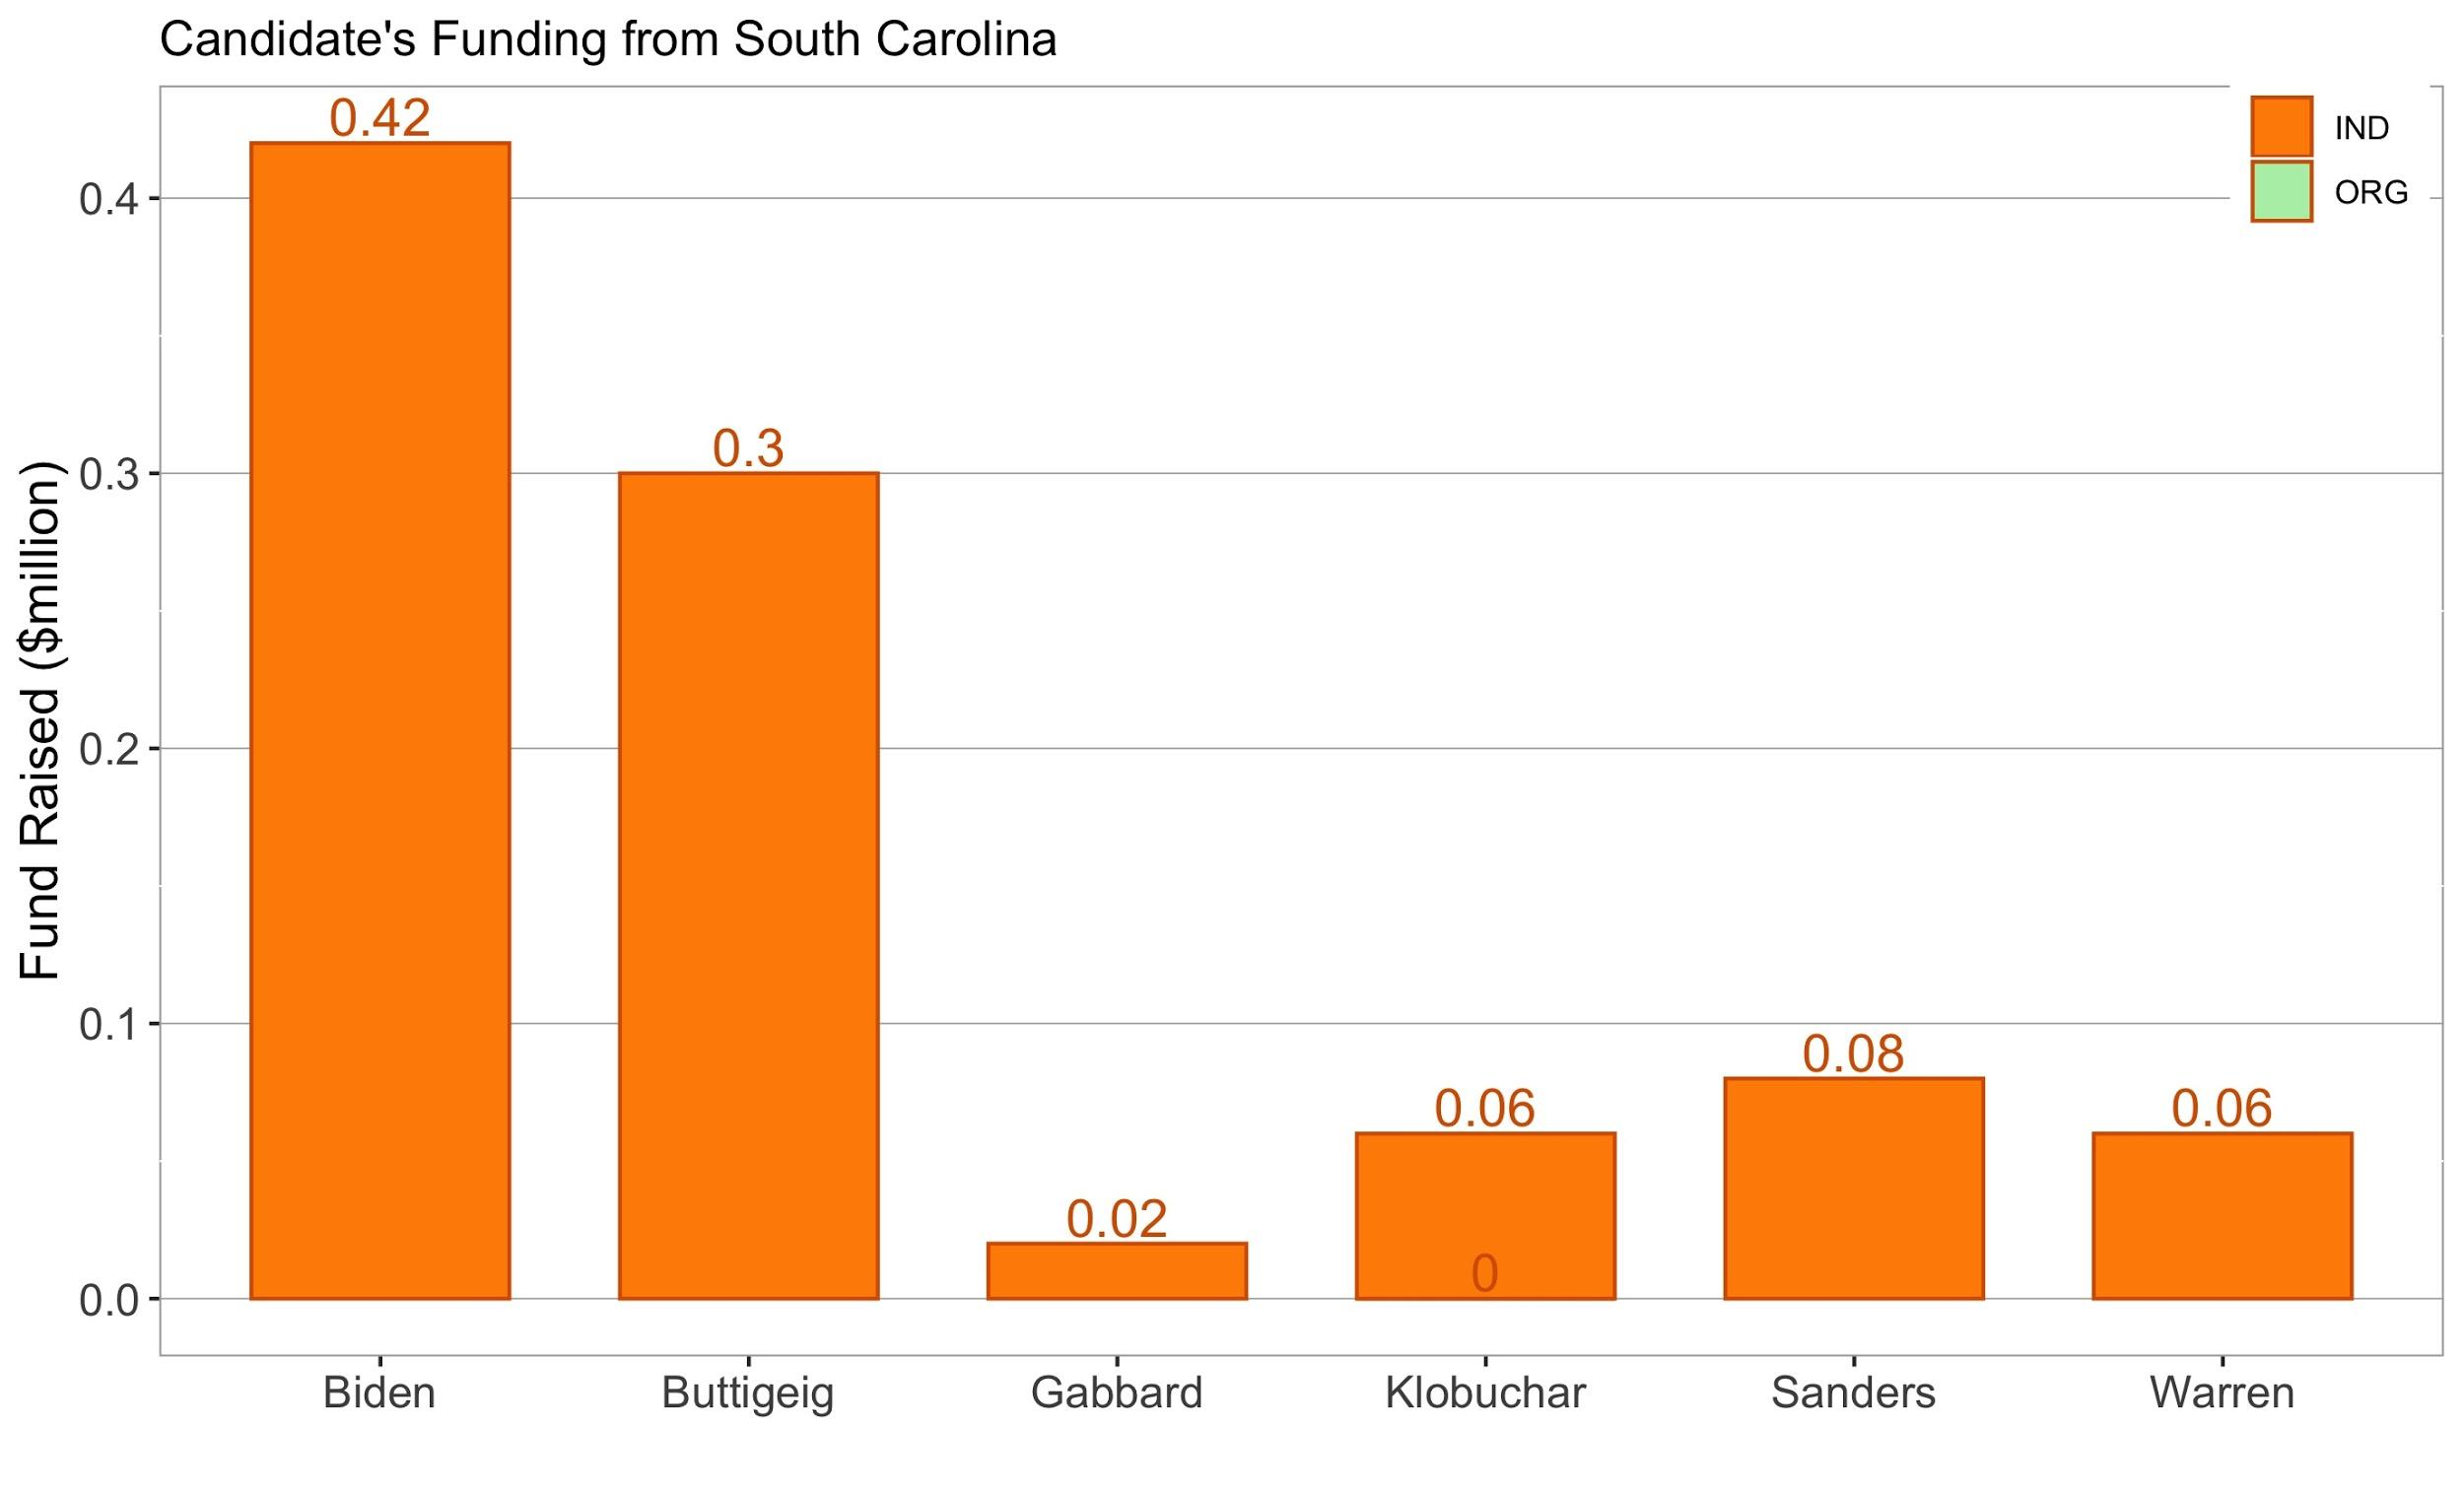 Candidate's Funding from South Carolina
Fund Raised ($million)
0.4
0.3
0.2
0.1
0.0
0.42
0.3
0.02
0.06
0
0.08
0.06
IND
ORG
Biden
Buttigeig
Gabbard
Klobuchar
Sanders
Warren